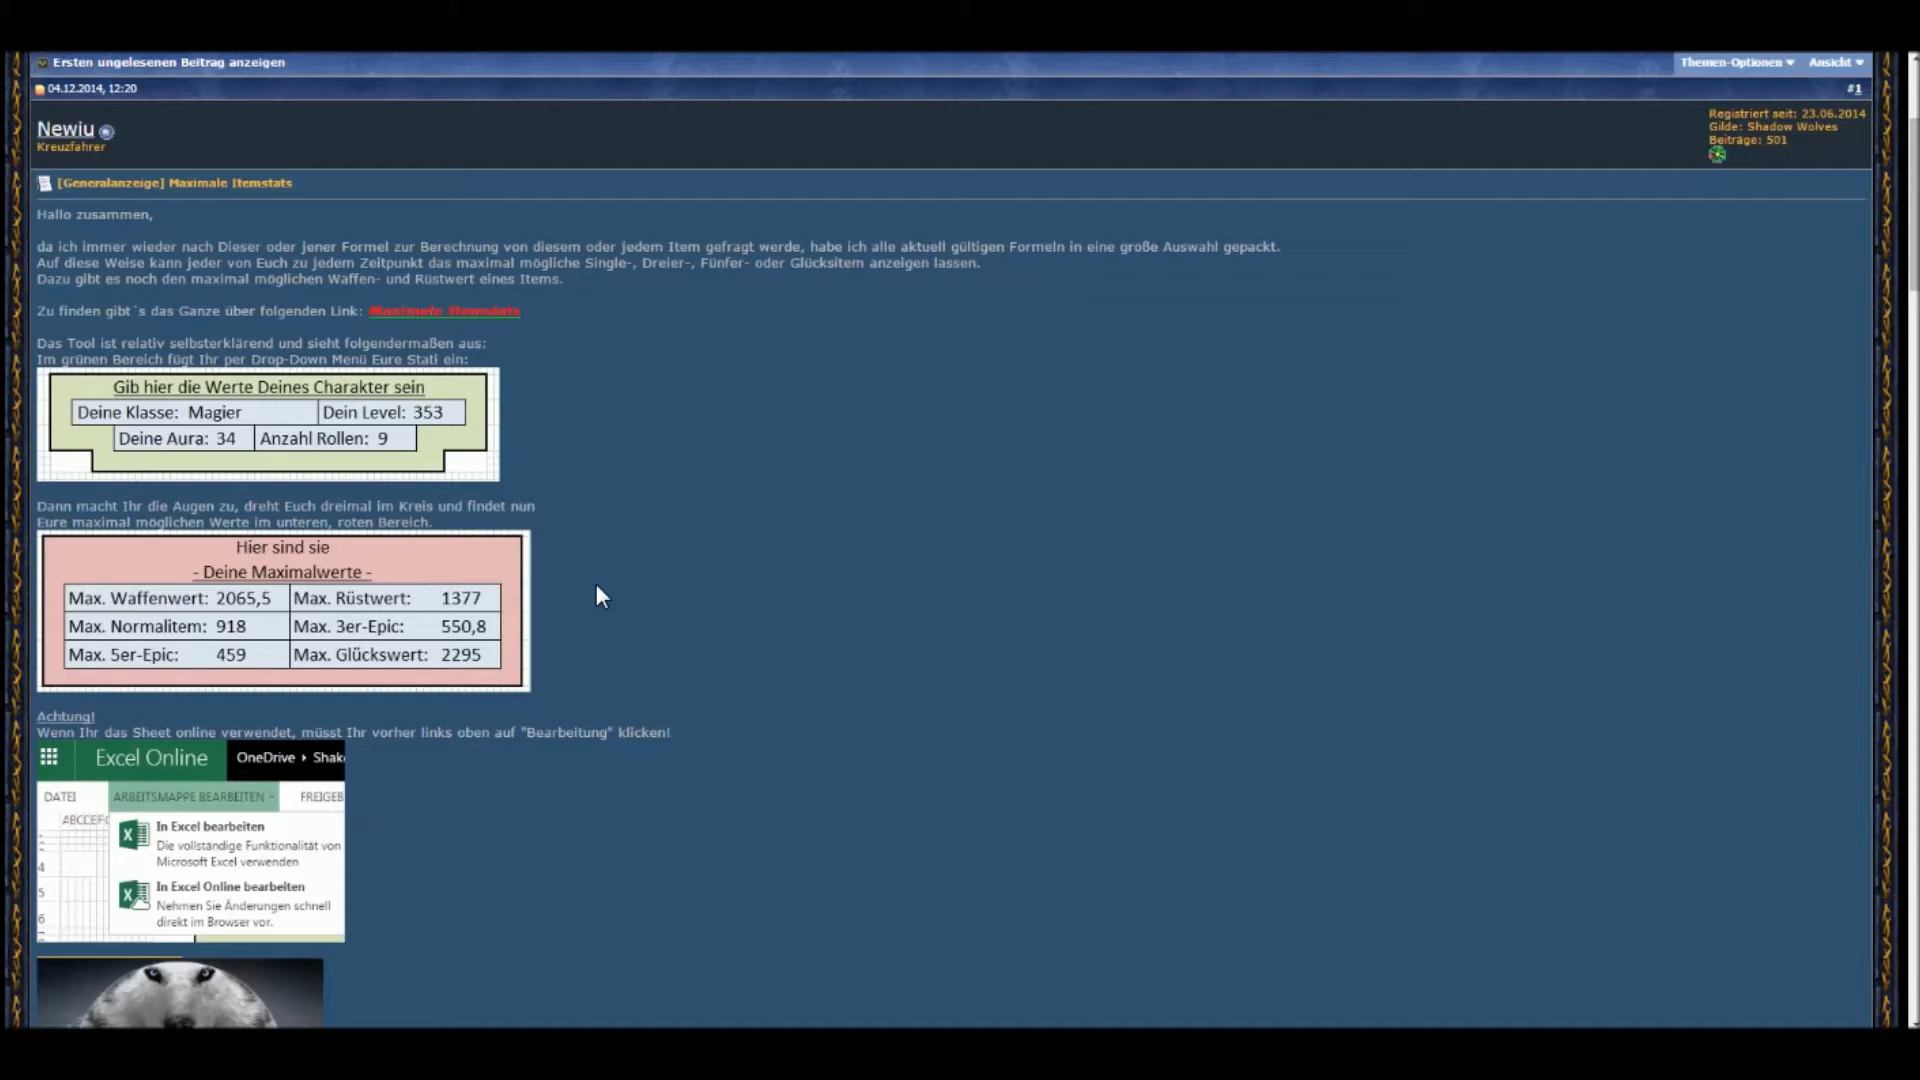 Ersten ungelesenen Beitrag anzeigen
Themen-Optionen Ansicht
04.12.2014, 12:20
#1
Newiu
Kreuzfahrer
Registriert seit: 23.06.2014
Gilde: Shadow Wolves
Beiträge: 501
[Generalanzeige] Maximale Itemstats
Hallo zusammen,
da ich immer wieder nach Dieser oder jener Formel zur Berechnung von diesem oder jedem Item gefragt werde, habe ich alle aktuell gültigen Formeln in eine große Auswahl gepackt.
Auf diese Weise kann jeder von Euch zu jedem Zeitpunkt das maximal mögliche Single-, Dreier-, Fünfer- oder Glücksitem anzeigen lassen.
Dazu gibt es noch den maximal möglichen Waffen- und Rüstwert eines Items.
Zu finden gibt´s das Ganze über folgenden Link: Maximale Itemstats
Das Tool ist relativ selbsterklärend und sieht folgendermaßen aus:
Im grünen Bereich fügt Ihr per Drop-Down Menü Eure Stati ein:
Gib hier die Werte Deines Charakter sein
Deine Klasse: Magier Dein Level: 353
Deine Aura: 34 Anzahl Rollen: 9
Dann macht Ihr die Augen zu, dreht Euch dreimal im Kreis und findet nun
Eure maximal möglichen Werte im unteren, roten Bereich.
Hier sind sie
- Deine Maximalwerte -
Max. Waffenwert: 2065,5 Max. Rüstwert: 1377
Max. Normalitem: 918 Max. 3er-Epic: 550,8
Max. 5er-Epic: 459 Max. Glückswert: 2295
Achtung!
Wenn Ihr das Sheet online verwendet, müsst Ihr vorher links oben auf "Bearbeitung" klicken!
Excel Online OneDrive Shak
DATEI ARBEITSMAPPE BEARBEITEN FREIGEB
In Excel bearbeiten
Die vollständige Funktionalität von
Microsoft Excel verwenden
4
In Excel Online bearbeiten
5
Nehmen Sie Änderungen schnell
6
direkt im Browser vor.